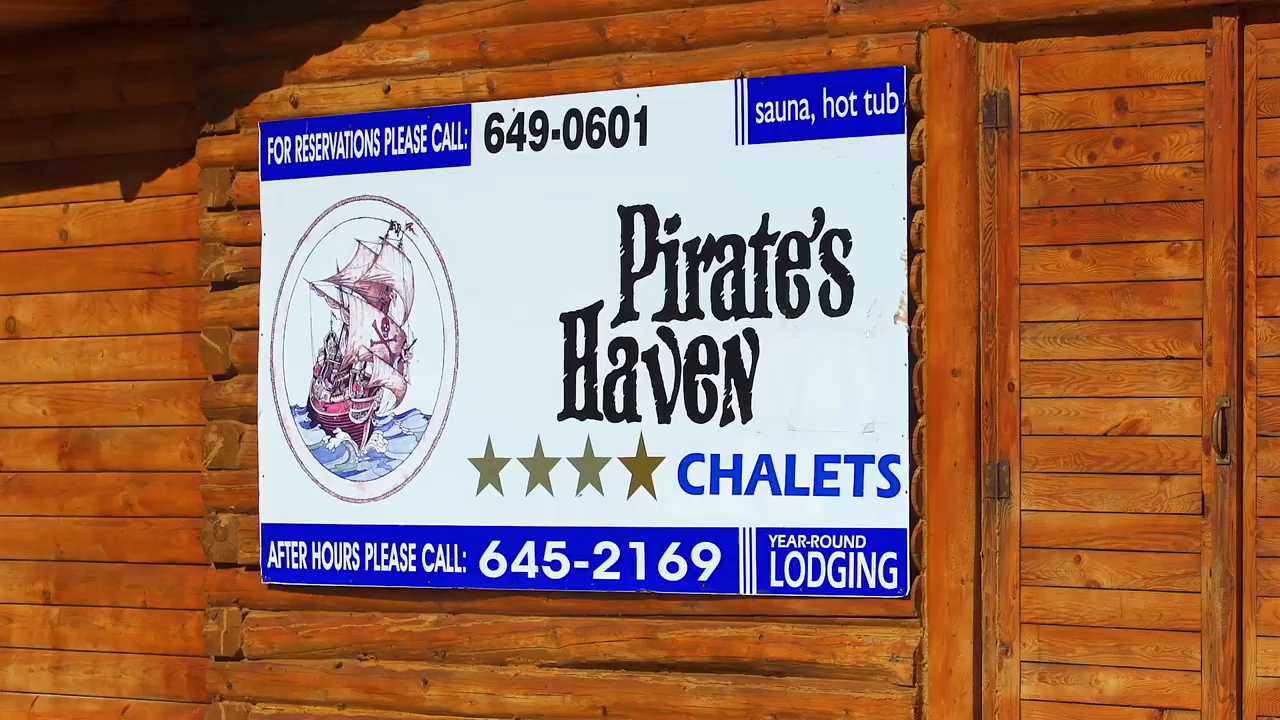 FOR RESERVATIONS PLEASE CALL: 649-0601
sauna, hot tub
Pirate's
Haven
CHALETS
AFTER HOURS PLEASE CALL: 645-2169
YEAR-ROUND
LODGING